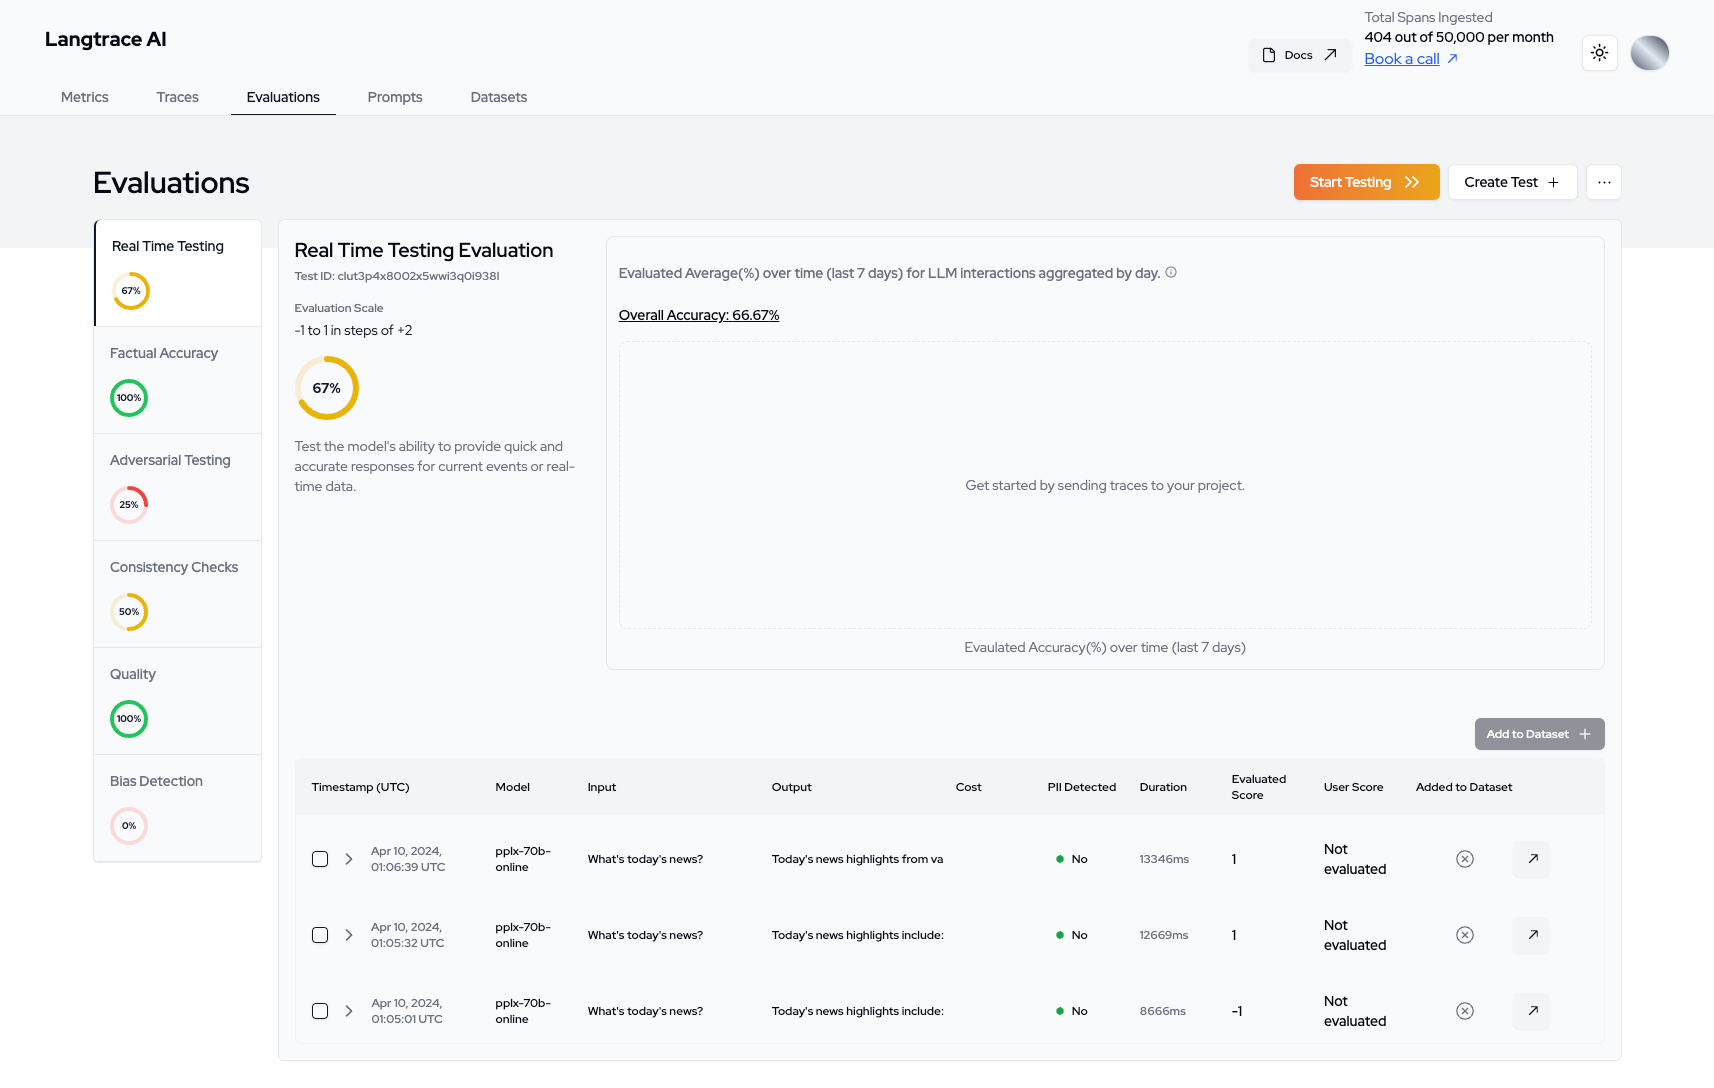 Langtrace AI
Docs
Total Spans Ingested
404 out of 50,000 per month
Book a call
Metrics
Traces
Evaluations
Prompts
Datasets
Evaluations
Start Testing
Create Test
Real Time Testing
67%
Factual Accuracy
100%
Adversarial Testing
25%
Consistency Checks
50%
Quality
100%
Bias Detection
0%
Real Time Testing Evaluation
Test ID: clut3p4x8002x5wwi3q0i938l
Evaluation Scale
-1 to 1 in steps of +2
67%
Test the model's ability to provide quick and
accurate responses for current events or real-
time data.
Evaluated Average(%) over time (last 7 days) for LLM interactions aggregated by day.
Overall Accuracy: 66.67%
Get started by sending traces to your project.
Evaulated Accuracy(%) over time (last 7 days)
Add to Dataset
Timestamp (UTC) Model Input Output Cost PII Detected Duration Evaluated Score User Score Added to Dataset
Apr 10, 2024,
01:06:39 UTC
pplx-70b-
online
What's today's news?
Today's news highlights from va
No
13346ms
1
Not
evaluated
Apr 10, 2024,
01:05:32 UTC
pplx-70b-
online
What's today's news?
Today's news highlights include:
No
12669ms
1
Not
evaluated
Apr 10, 2024,
01:05:01 UTC
pplx-70b-
online
What's today's news?
Today's news highlights include:
No
8666ms
-1
Not
evaluated